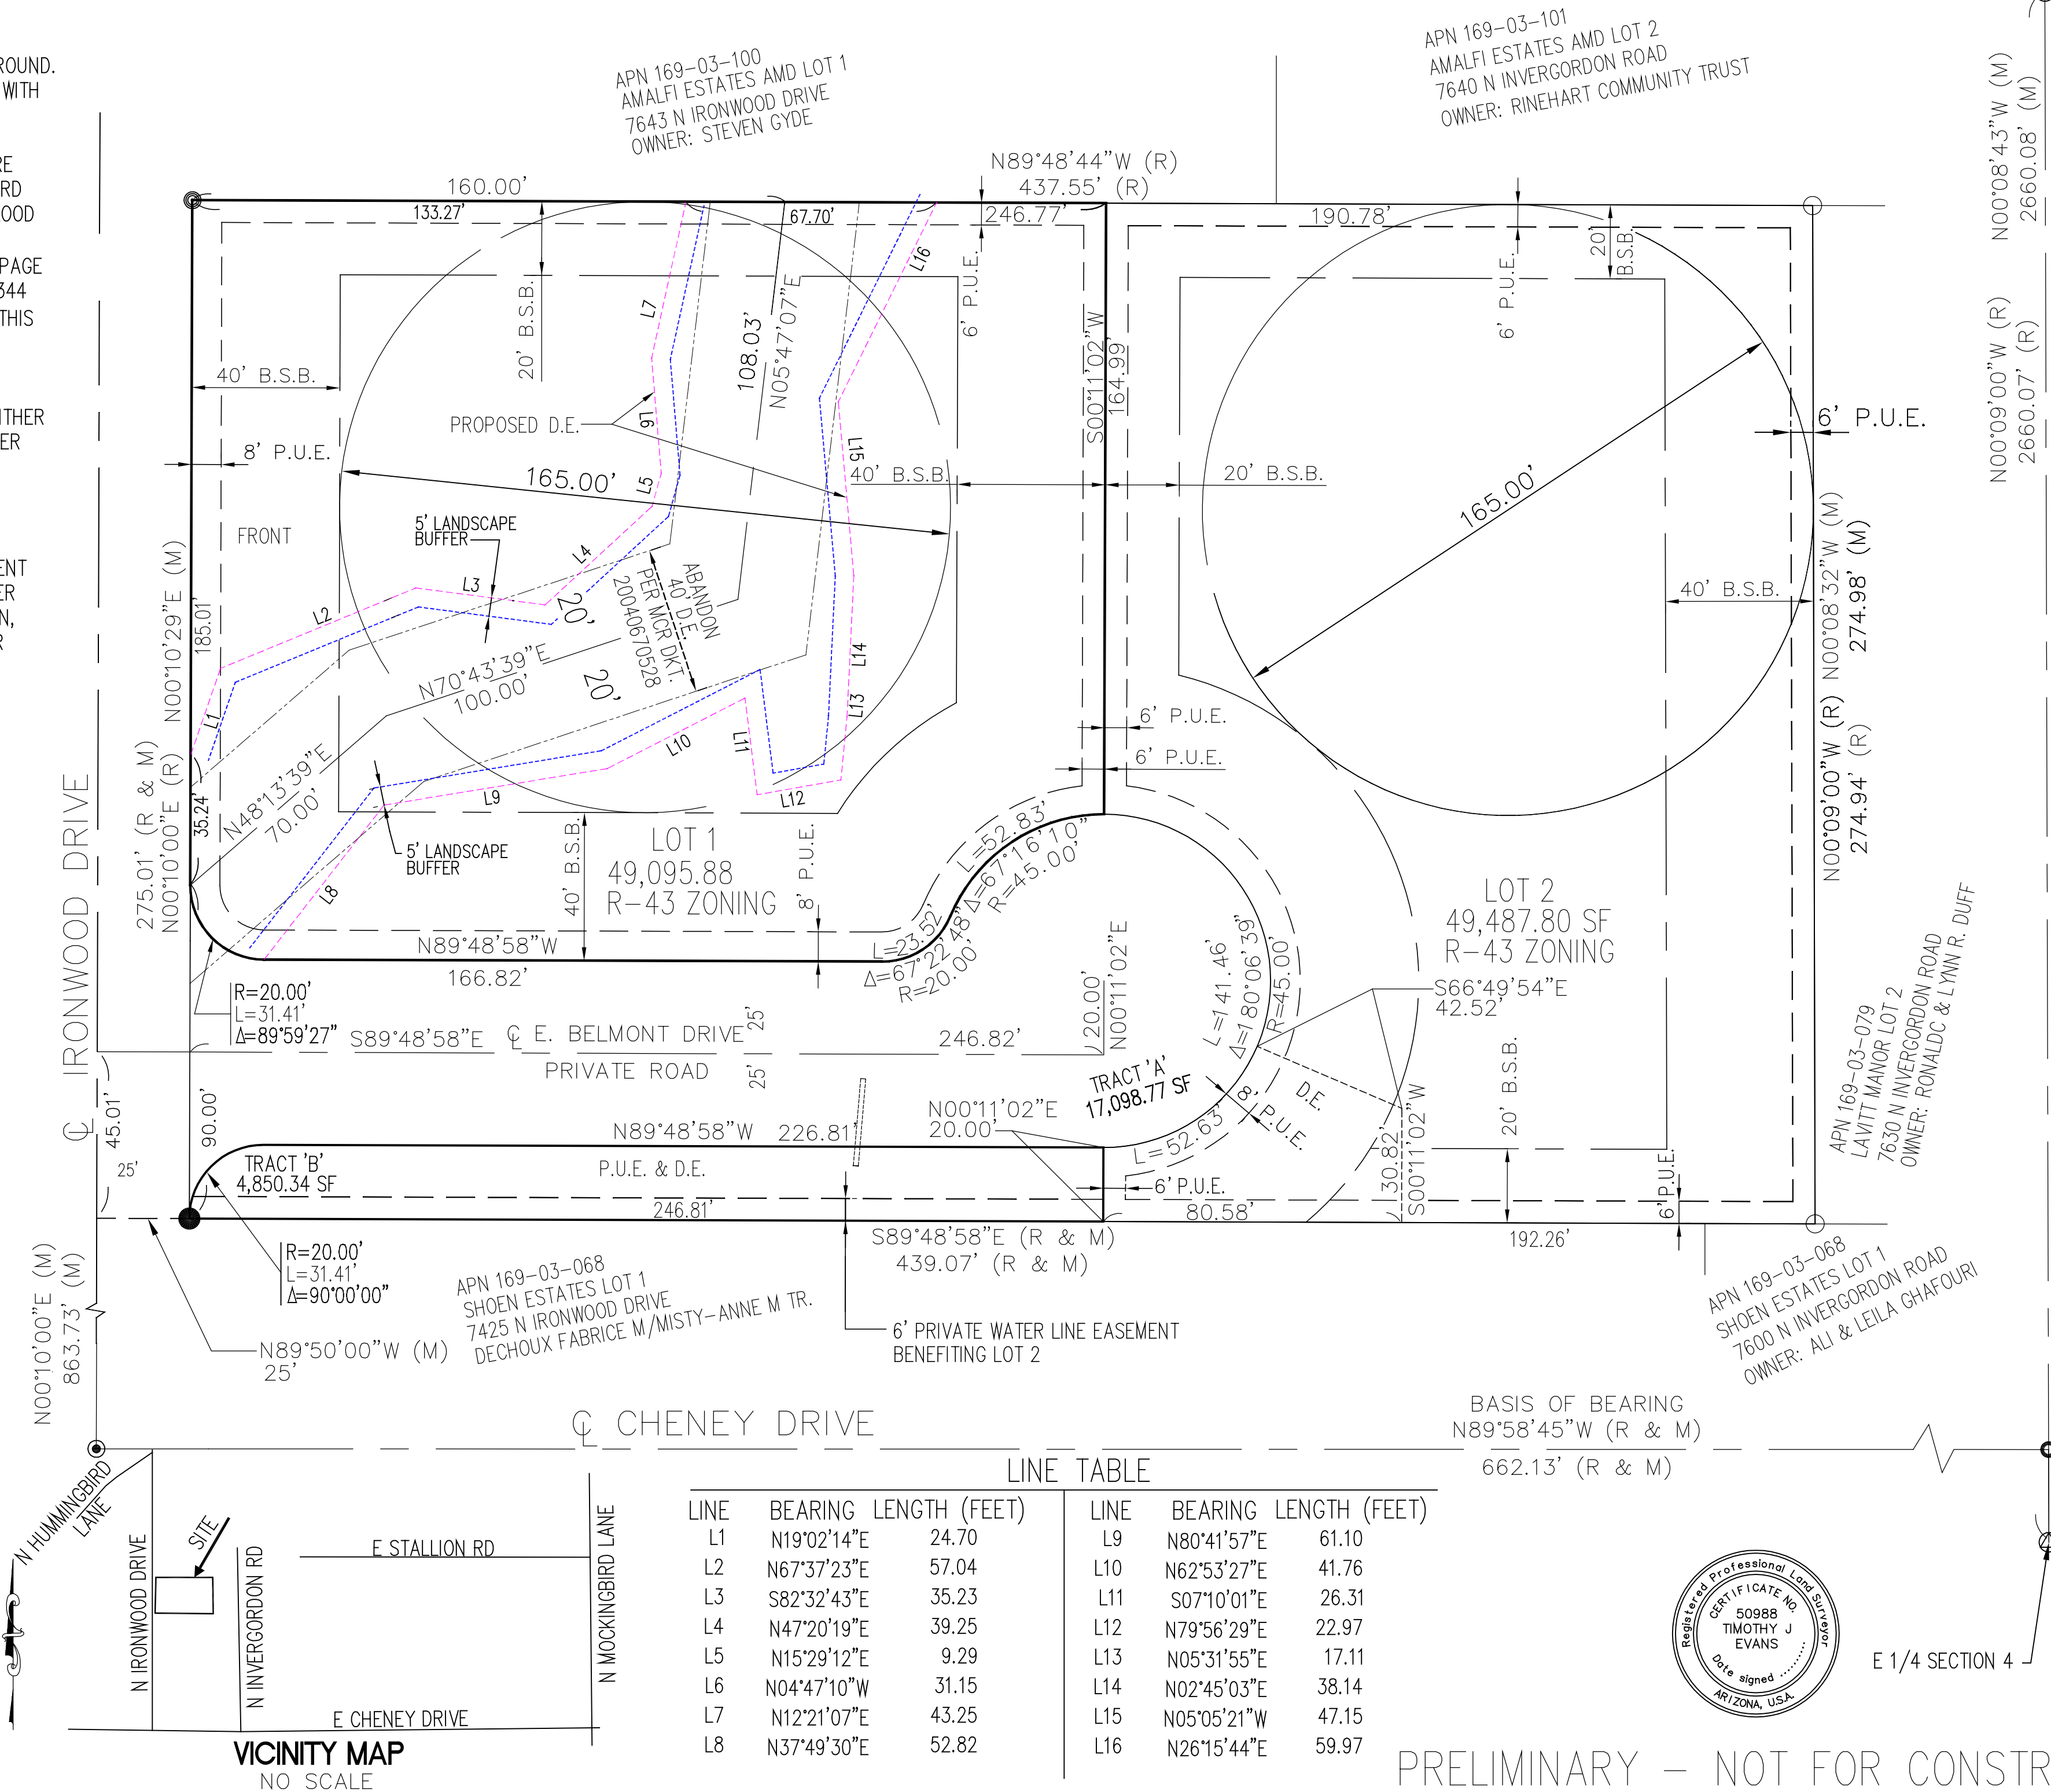 ROUND.
WITH
RE
RD
OOD
PAGE
344
THIS
ITHER
ER
ENT
ER
N,
R
APN 169-03-100
AMALFI ESTATES AMD LOT 1
7643 N IRONWOOD DRIVE
OWNER: STEVEN GYDE
APN 169-03-101
AMALFI ESTATES AMD LOT 2
7640 N INVERGORDON ROAD
OWNER: RINEHART COMMUNITY TRUST
N00°08'43"W (M)
2660.08' (M)
N00°09'00"W (R)
2660.07' (R)
N89°48'44"W (R)
437.55' (R)
160.00'
133.27'
67.70'
246.77'
190.78'
20' B.S.B.
6' P.U.E.
6' P.U.E.
20'
B.S.B.
L7
L16
108.03'
N05°47'07"E
S00°11'02"W
164.99'
40' B.S.B.
PROPOSED D.E.
L6
L15
8' P.U.E.
165.00'
L5
40' B.S.B.
20' B.S.B.
165.00'
6' P.U.E.
FRONT
5' LANDSCAPE
BUFFER
L4
L3
L2
20'
ABANDON
40' D.E.
PER MCR DKT.
20040670528
N00°10'29"E (M)
185.01'
N70°43'39"E
100.00'
20'
L14
L13
L1
L10
L11
L12
L9
L8
40' B.S.B.
N00°08'32"W (M)
274.98' (M)
N00°09'00"W (R)
274.94' (R)
6' P.U.E.
6' P.U.E.
N48°13'39"E
70.00'
35.24'
275.01' (R & M)
N00°10'00"E (R)
℄ IRONWOOD DRIVE
5' LANDSCAPE
BUFFER
LOT 1
49,095.88
R-43 ZONING
40' B.S.B.
8' P.U.E.
L=52.83'
Δ=67°16'10"
R=45.00'
L=23.52'
Δ=67°22'48"
R=20.00'
N89°48'58"W
166.82'
LOT 2
49,487.80 SF
R-43 ZONING
S66°49'54"E
42.52'
R=20.00'
L=31.41'
Δ=89°59'27"
S89°48'58"E
℄ E. BELMONT DRIVE
25'
246.82'
PRIVATE ROAD
25'
20.00'
N00°11'02"E
L=141.46'
Δ=180°06'39"
R=45.00'
TRACT 'A'
17,098.77 SF
D.E.
8' P.U.E.
20' B.S.B.
APN 169-03-079
LAVITT MANOR LOT 2
7630 N INVERGORDON ROAD
OWNER: RONALDC & LYNN R. DUFF
45.01'
25'
90.00'
N89°48'58"W 226.81'
N00°11'02"E
20.00'
L=52.63'
30.82'
S00°11'02"W
TRACT 'B'
4,850.34 SF
P.U.E. & D.E.
6' P.U.E.
6' P.U.E.
246.81'
80.58'
S89°48'58"E (R & M)
439.07' (R & M)
192.26'
R=20.00'
L=31.41'
Δ=90°00'00"
APN 169-03-068
SHOEN ESTATES LOT 1
7425 N IRONWOOD DRIVE
DECHOUX FABRICE M/MISTY-ANNE M TR.
6' PRIVATE WATER LINE EASEMENT
BENEFITING LOT 2
APN 169-03-068
SHOEN ESTATES LOT 1
7600 N INVERGORDON ROAD
OWNER: ALI & LEILA GHAFOURI
N89°50'00"W (M)
25'
N00°10'00"E (M)
863.73' (M)
℄ CHENEY DRIVE
BASIS OF BEARING
N89°58'45"W (R & M)
662.13' (R & M)
N HUMMINGBIRD
LANE
N IRONWOOD DRIVE
SITE
N INVERGORDON RD
E STALLION RD
N MOCKINGBIRD LANE
E CHENEY DRIVE
VICINITY MAP
NO SCALE
LINE TABLE
LINE BEARING LENGTH (FEET) LINE BEARING LENGTH (FEET)
L1 N19°02'14"E 24.70 L9 N80°41'57"E 61.10
L2 N67°37'23"E 57.04 L10 N62°53'27"E 41.76
L3 S82°32'43"E 35.23 L11 S07°10'01"E 26.31
L4 N47°20'19"E 39.25 L12 N79°56'29"E 22.97
L5 N15°29'12"E 9.29 L13 N05°31'55"E 17.11
L6 N04°47'10"W 31.15 L14 N02°45'03"E 38.14
L7 N12°21'07"E 43.25 L15 N05°05'21"W 47.15
L8 N37°49'30"E 52.82 L16 N26°15'44"E 59.97
Registered Professional Land Surveyor
CERTIFICATE NO.
50988
TIMOTHY J
EVANS
Date signed ..........
ARIZONA, U.S.A.
E 1/4 SECTION 4
PRELIMINARY - NOT FOR CONSTR